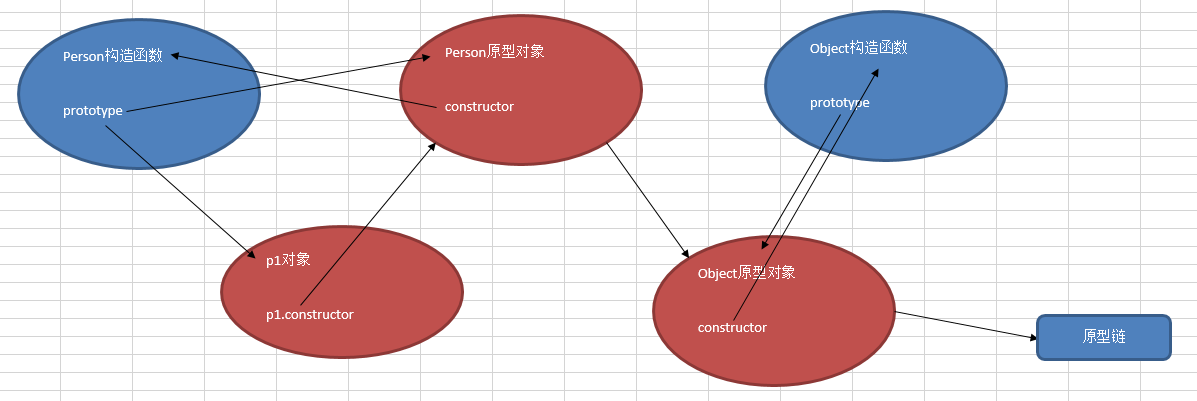 Person构造函数
prototype
Person原型对象
constructor
Object构造函数
prototype
p1对象
p1.constructor
Object原型对象
constructor
原型链